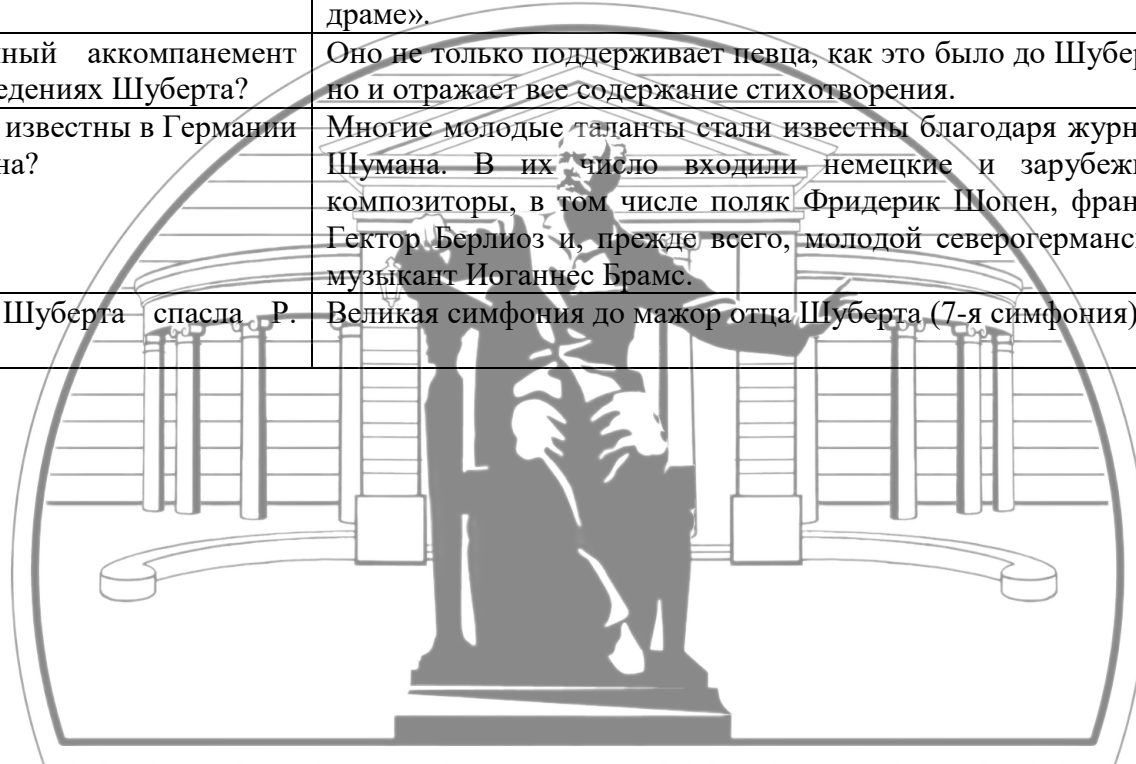 драме».
ный аккомпанемент
едениях Шуберта?
Оно не только поддерживает певца, как это было до Шубер
но и отражает все содержание стихотворения.
известны в Германии
на?
Многие молодые таланты стали известны благодаря журн
Шумана. В их число входили немецкие и зарубежн
композиторы, в том числе поляк Фридерик Шопен, фран
Гектор Берлиоз и, прежде всего, молодой северогермански
музыкант Иоганнес Брамс.
Шуберта спасла Р.
Великая симфония до мажор отца Шуберта (7-я симфония)